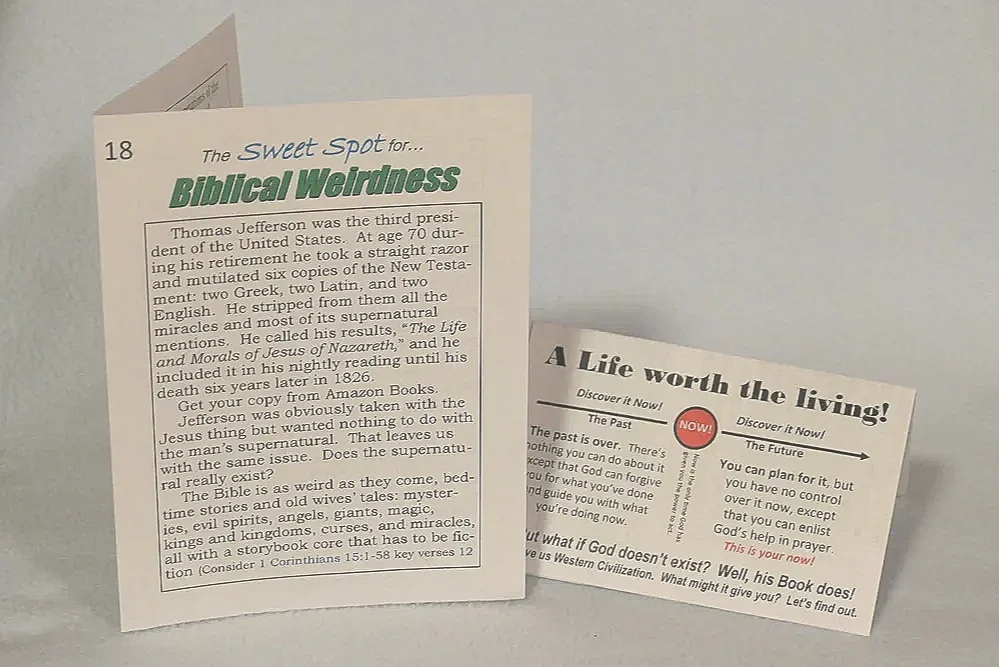 18
The Sweet Spot for...
Biblical Weirdness
Thomas Jefferson was the third presi-
dent of the United States. At age 70 dur-
ing his retirement he took a straight razor
and mutilated six copies of the New Testa-
ment: two Greek, two Latin, and two
English. He stripped from them all the
miracles and most of its supernatural
mentions. He called his results, "The Life
and Morals of Jesus of Nazareth," and he
included it in his nightly reading until his
death six years later in 1826.
Get your copy from Amazon Books.
Jefferson was obviously taken with the
Jesus thing but wanted nothing to do with
the man's supernatural. That leaves us
with the same issue. Does the supernatu-
ral really exist?
The Bible is as weird as they come, bed-
time stories and old wives' tales: myster-
ies, evil spirits, angels, giants, magic,
kings and kingdoms, curses, and miracles,
all with a storybook core that has to be fic-
tion (Consider 1 Corinthians 15:1-58 key verses 12
A Life worth the living!
Discover it Now!
The Past
NOW!
Discover it Now!
The Future
The past is over. There's
nothing you can do about it
except that God can forgive
you for what you've done
and guide you with what
you're doing now.
Now is the only time God has
given you the power to act.
You can plan for it, but
you have no control
over it now, except
that you can enlist
God's help in prayer.
This is your now!
ut what if God doesn't exist? Well, his Book does!
ve us Western Civilization. What might it give you? Let's find out.